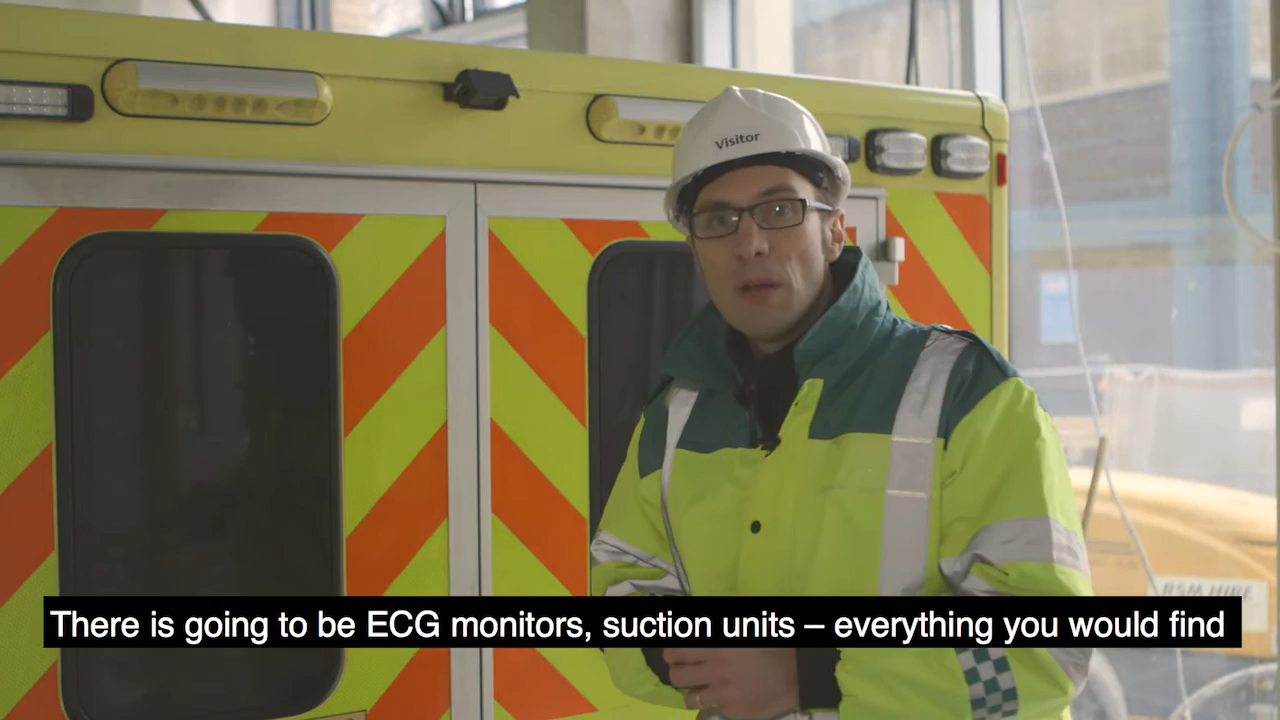 Visitor
There is going to be ECG monitors, suction units – everything you would find